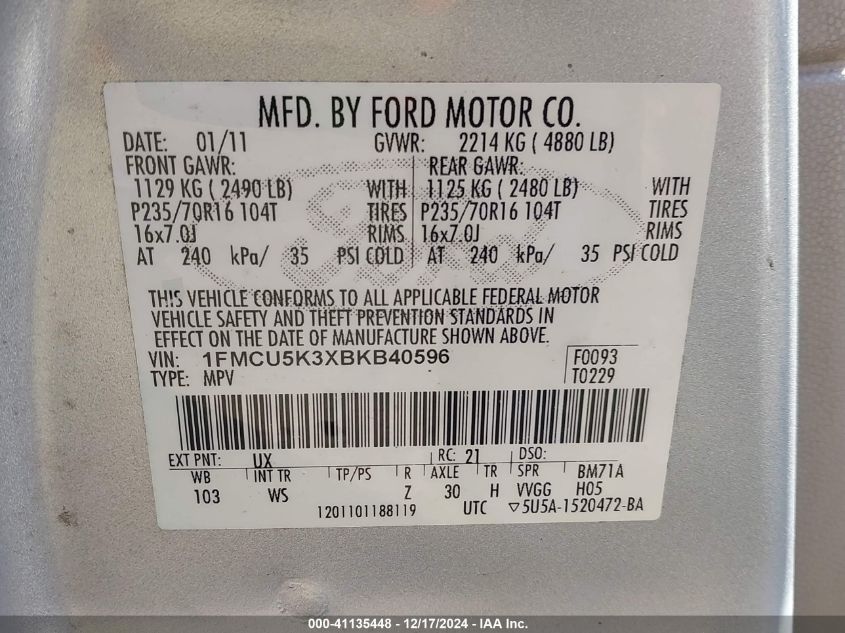 MFD. BY FORD MOTOR CO.
DATE: 01/11 GVWR: 2214 KG ( 4880 LB)
FRONT GAWR: REAR GAWR:
1129 KG ( 2490 LB) WITH 1125 KG ( 2480 LB) WITH
P235/70R16 104T TIRES P235/70R16 104T TIRES
16x7.0J RIMS 16x7.0J RIMS
AT 240 kPa/ 35 PSI COLD AT 240 kPa/ 35 PSI COLD
Ford
THIS VEHICLE CONFORMS TO ALL APPLICABLE FEDERAL MOTOR
VEHICLE SAFETY AND THEFT PREVENTION STANDARDS IN
EFFECT ON THE DATE OF MANUFACTURE SHOWN ABOVE.
VIN: 1FMCU5K3XBKB40596 F0093
TYPE: MPV T0229
EXT PNT: UX RC: 21 DSO:
WB INT TR TP/PS R AXLE TR SPR BM71A
103 WS Z 30 H VVGG H05
1201101188119 UTC ▽5U5A-1520472-BA
000-41135448 - 12/17/2024 - IAA Inc.